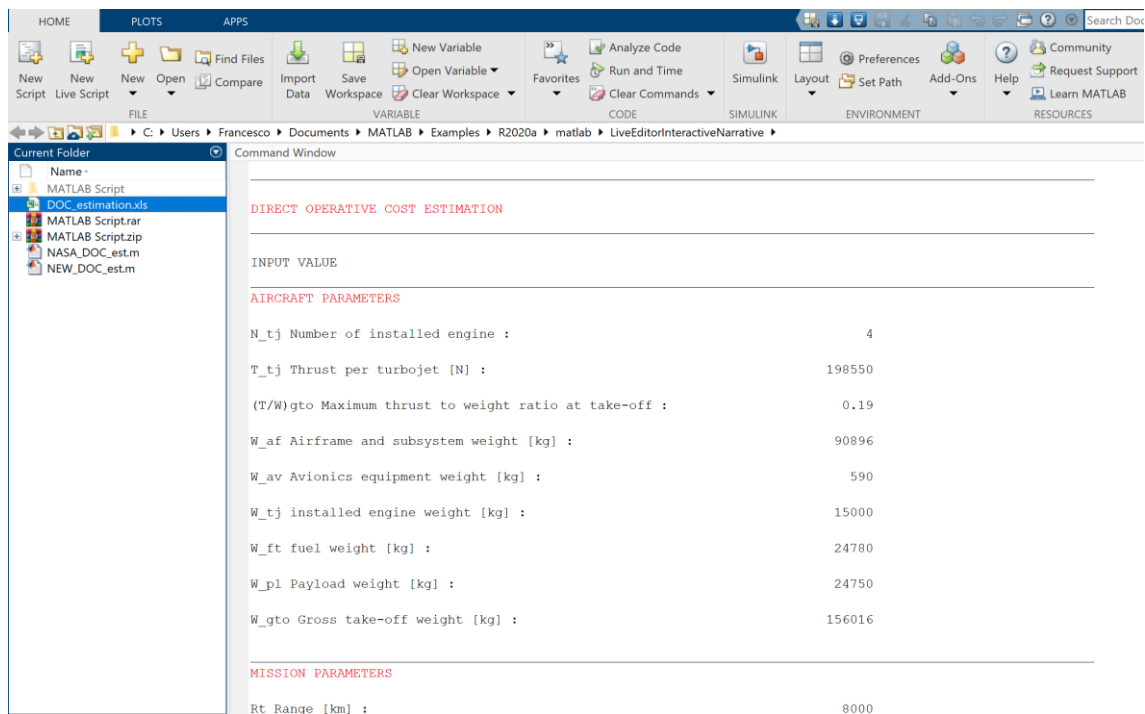 HOME PLOTS APPS Search Doc
New Script
New Live Script
New
Open
Find Files
Compare
FILE
Import Data
Save Workspace
New Variable
Open Variable
Clear Workspace
VARIABLE
Favorites
Analyze Code
Run and Time
Clear Commands
CODE
Simulink
SIMULINK
Layout
Preferences
Set Path
Add-Ons
ENVIRONMENT
Help
Community
Request Support
Learn MATLAB
RESOURCES
C: Users Francesco Documents MATLAB Examples R2020a matlab LiveEditorInteractiveNarrative
Current Folder
Name
MATLAB Script
DOC_estimation.xls
MATLAB Script.rar
MATLAB Script.zip
NASA_DOC_est.m
NEW_DOC_est.m
Command Window
DIRECT OPERATIVE COST ESTIMATION
INPUT VALUE
AIRCRAFT PARAMETERS
N_tj Number of installed engine : 4
T_tj Thrust per turbojet [N] : 198550
(T/W)gto Maximum thrust to weight ratio at take-off : 0.19
W_af Airframe and subsystem weight [kg] : 90896
W_av Avionics equipment weight [kg] : 590
W_tj installed engine weight [kg] : 15000
W_ft fuel weight [kg] : 24780
W_pl Payload weight [kg] : 24750
W_gto Gross take-off weight [kg] : 156016
MISSION PARAMETERS
Rt Range [km] : 8000